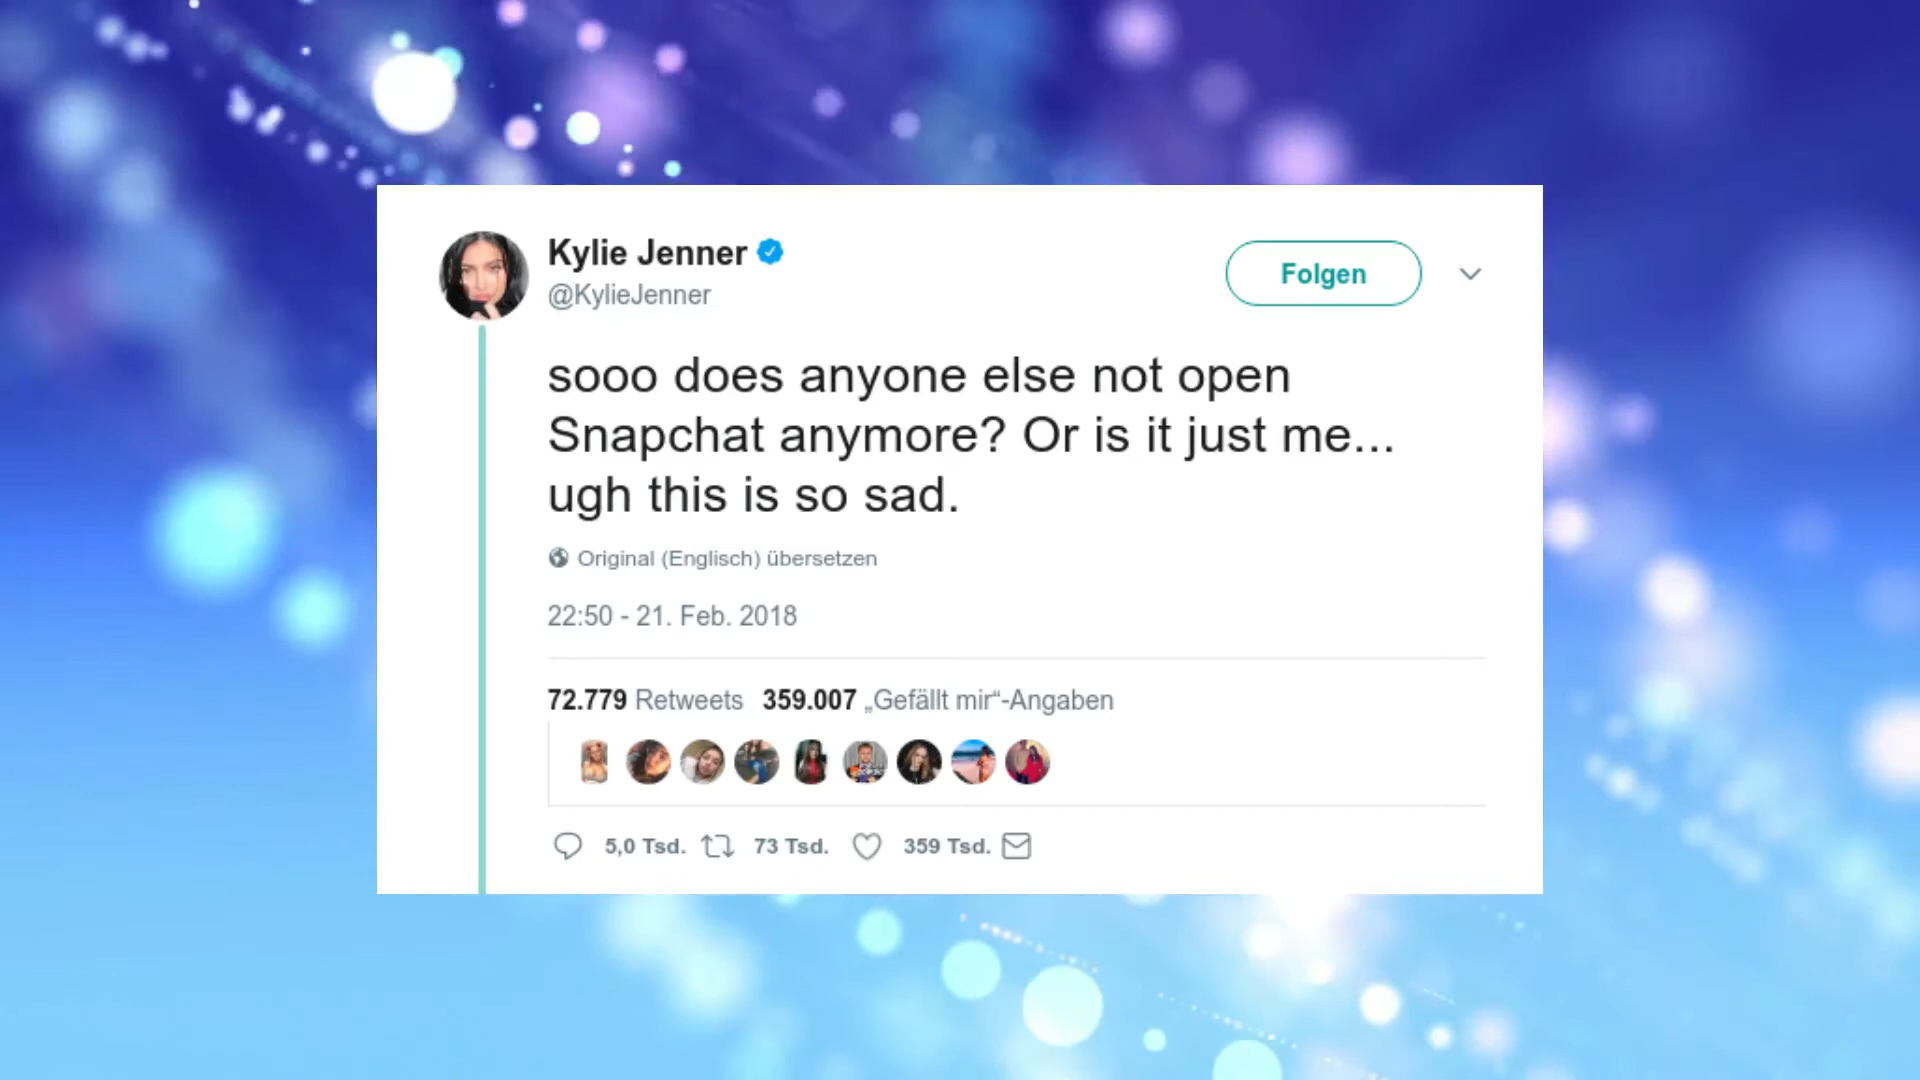 Kylie Jenner
@KylieJenner
Folgen
sooo does anyone else not open
Snapchat anymore? Or is it just me...
ugh this is so sad.
Original (Englisch) übersetzen
22:50 - 21. Feb. 2018
72.779 Retweets 359.007 „Gefällt mir“-Angaben
5,0 Tsd. 73 Tsd. 359 Tsd.